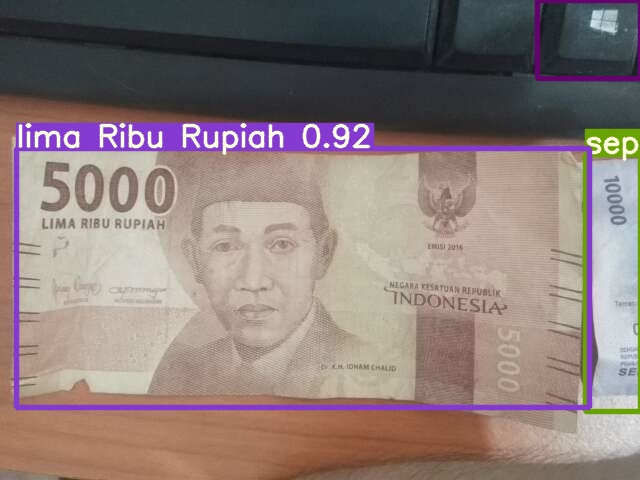 lima Ribu Rupiah 0.92
sep
5000
LIMA RIBU RUPIAH
EMISI 2016
NEGARA KESATUAN REPUBLIK
INDONESIA
Dr. K.H. IDHAM CHALID
5000
10000